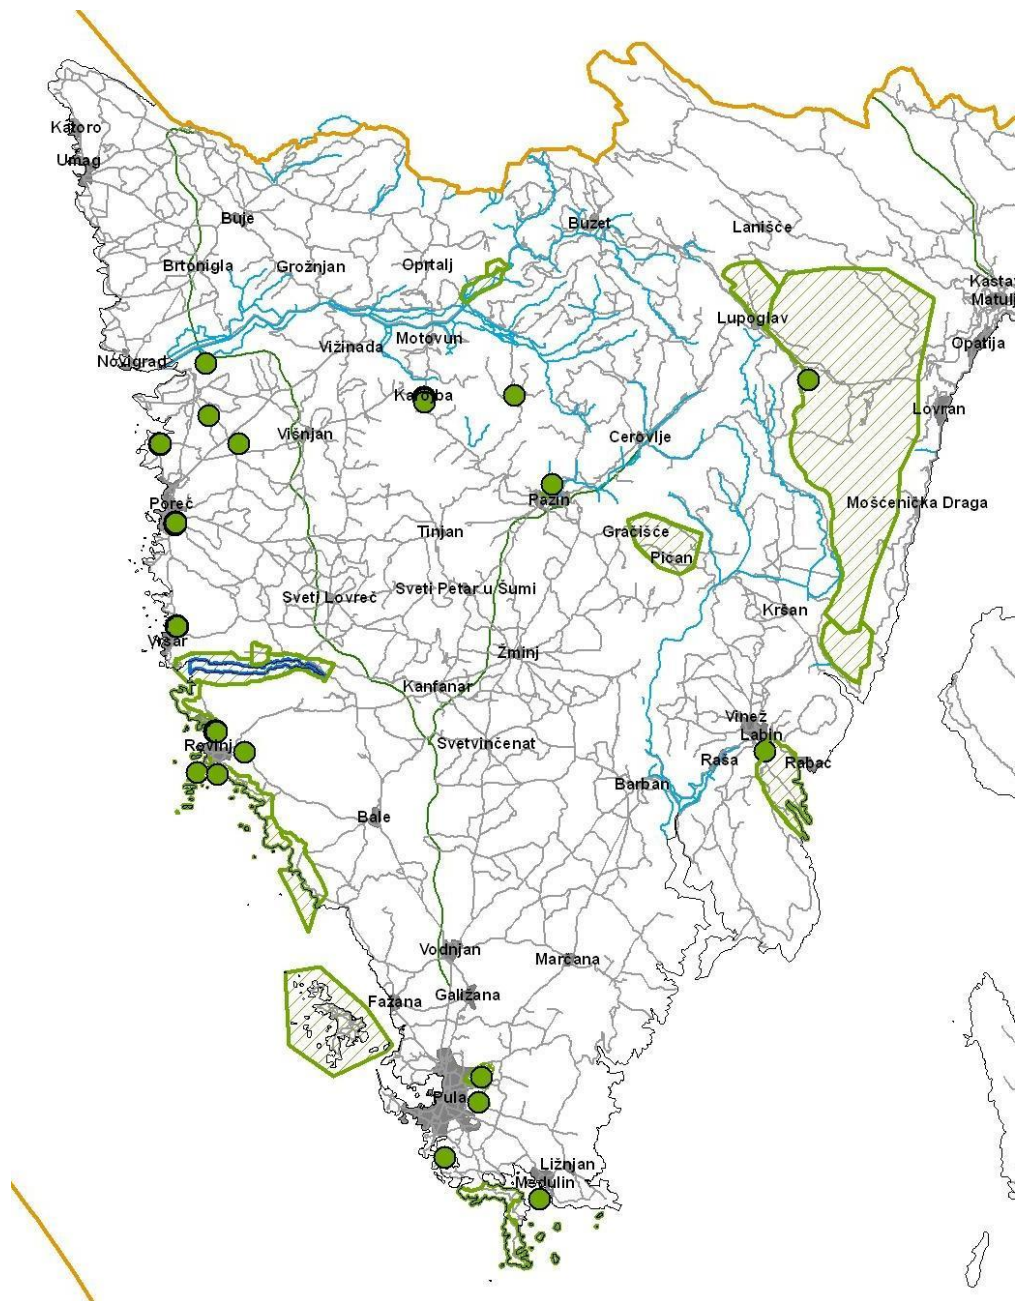 Katoro
Umag
Buje
Buzet
Lanišće
Brtonigla
Grožnjan
Oprtalj
Kastav
Matulji
Lupoglav
Opatija
Novigrad
Vižinada
Motovun
Karojba
Lovran
Višnjan
Cerovlje
Poreč
Pazin
Mošćenička Draga
Tinjan
Gračišće
Pićan
Sveti Lovreč
Sveti Petar u Šumi
Kršan
Vrsar
Žminj
Kanfanar
Vinež
Labin
Rovinj
Svetvinčenat
Raša
Rabac
Barban
Bale
Vodnjan
Marčana
Galižana
Fažana
Pula
Ližnjan
Medulin